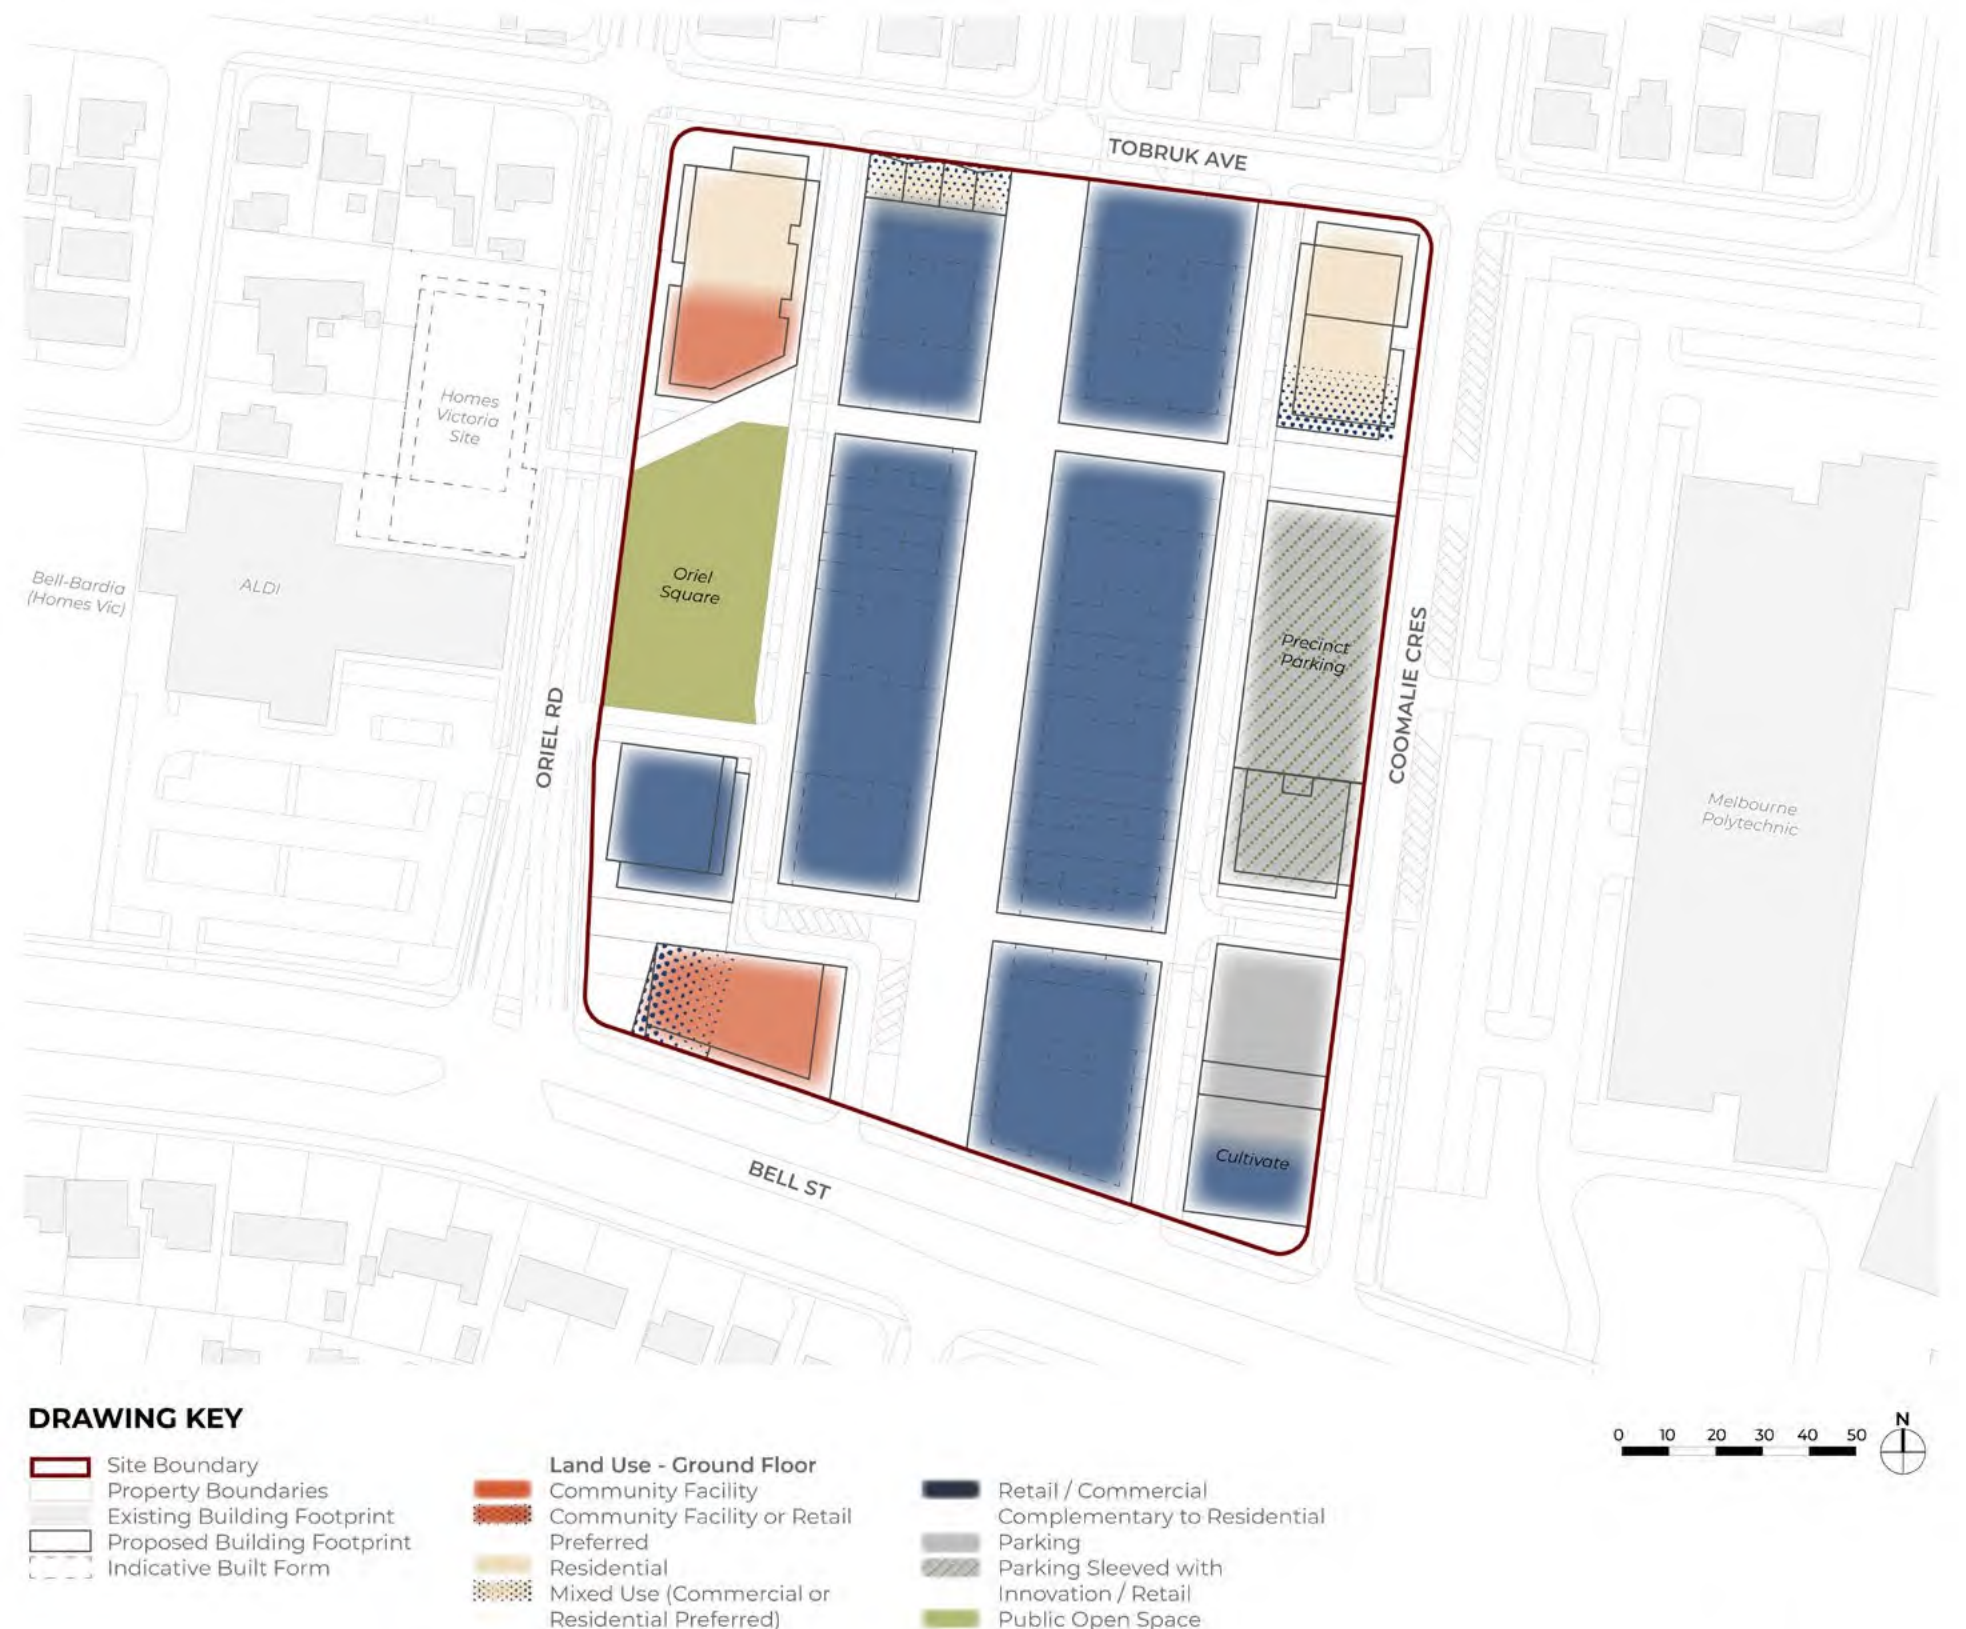 TOBRUK AVE
Homes
Victoria
Site
Bell-Bardia
(Homes Vic)
ALDI
Oriel
Square
Precinct
Parking
ORIEL RD
COOMALIE CRES
Melbourne
Polytechnic
Cultivate
BELL ST
DRAWING KEY
Site Boundary
Property Boundaries
Existing Building Footprint
Proposed Building Footprint
Indicative Built Form
Land Use - Ground Floor
Community Facility
Community Facility or Retail
Preferred
Residential
Mixed Use (Commercial or
Residential Preferred)
Retail / Commercial
Complementary to Residential
Parking
Parking Sleeved with
Innovation / Retail
Public Open Space
0 10 20 30 40 50
N